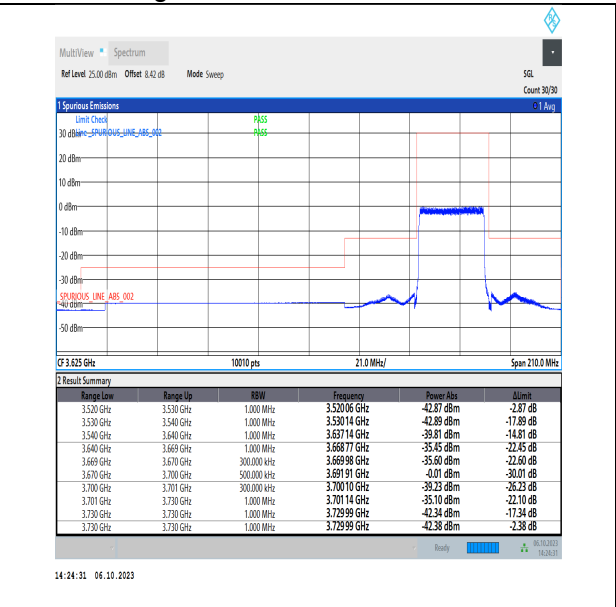 MultiView Spectrum
Ref Level 25.00 dBm Offset 8.42 dB Mode Sweep SGL
Count 30/30
1 Spurious Emissions 1 Avg
Limit Check PASS
30 dBm Line _SPURIOUS_LINE_ABS_002 PASS
20 dBm
10 dBm
0 dBm
-10 dBm
-20 dBm
-30 dBm
_SPURIOUS_LINE_ABS_002
-40 dBm
-50 dBm
CF 3.625 GHz 10010 pts 21.0 MHz/ Span 210.0 MHz
2 Result Summary
Range Low Range Up RBW Frequency Power Abs ΔLimit
3.520 GHz 3.530 GHz 1.000 MHz 3.52006 GHz -42.87 dBm -2.87 dB
3.530 GHz 3.540 GHz 1.000 MHz 3.53014 GHz -42.89 dBm -17.89 dB
3.540 GHz 3.640 GHz 1.000 MHz 3.63714 GHz -39.81 dBm -14.81 dB
3.640 GHz 3.669 GHz 1.000 MHz 3.66877 GHz -35.45 dBm -22.45 dB
3.669 GHz 3.670 GHz 300.000 kHz 3.66998 GHz -35.60 dBm -22.60 dB
3.670 GHz 3.700 GHz 500.000 kHz 3.69191 GHz -0.01 dBm -30.01 dB
3.700 GHz 3.701 GHz 300.000 kHz 3.70010 GHz -39.23 dBm -26.23 dB
3.701 GHz 3.730 GHz 1.000 MHz 3.70114 GHz -35.10 dBm -22.10 dB
3.730 GHz 3.730 GHz 1.000 MHz 3.72999 GHz -42.34 dBm -17.34 dB
3.730 GHz 3.730 GHz 1.000 MHz 3.72999 GHz -42.38 dBm -2.38 dB
Ready 06.10.2023
14:24:31
14:24:31 06.10.2023